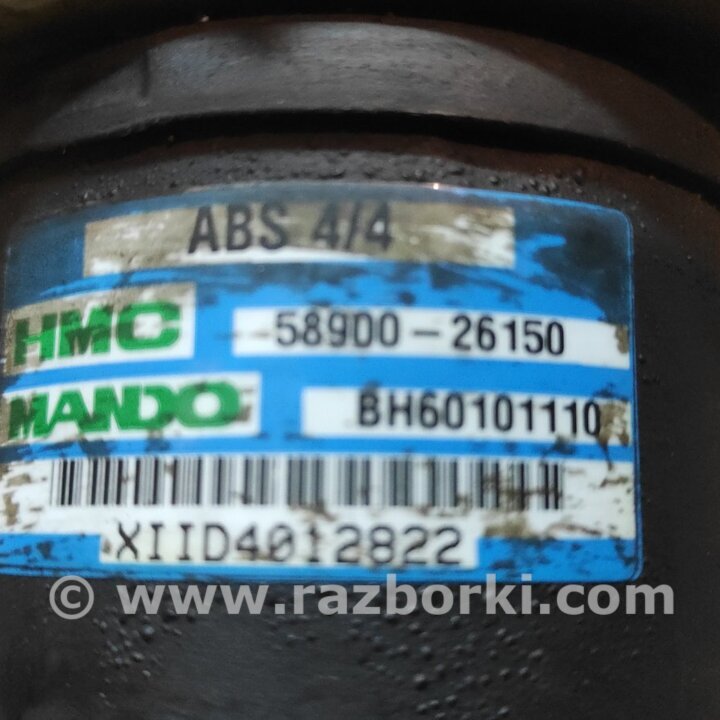 ABS 4/4
HMC 58900-26150
MANDO BH60101110
XIID4012822
© www.razborki.com